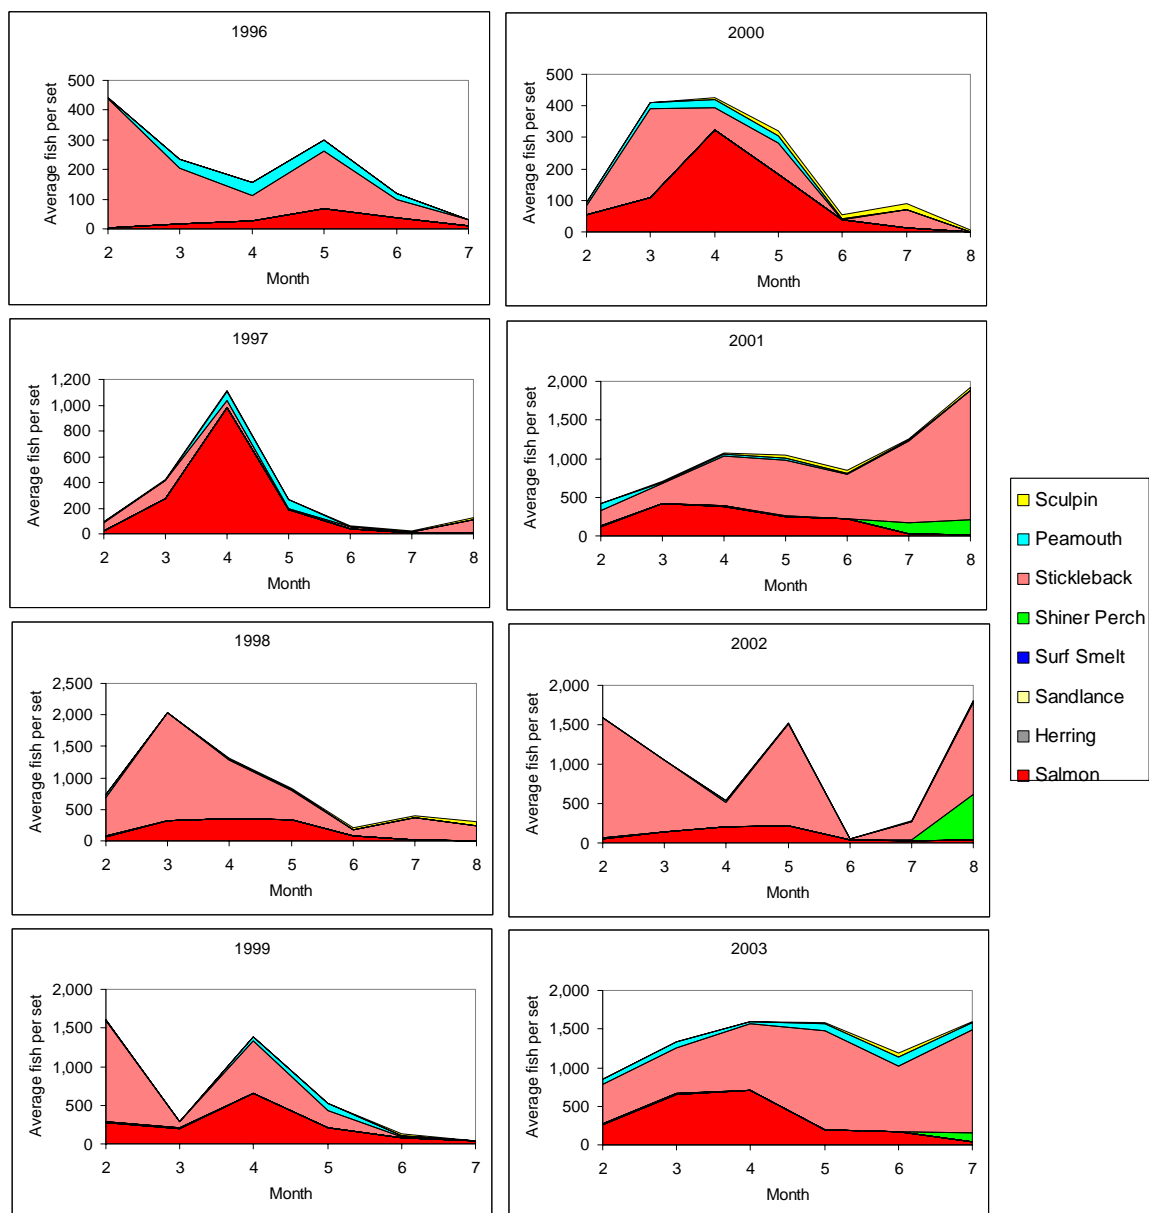 1996
Average fish per set
500
400
300
200
100
0
2 3 4 5 6 7
Month
2000
Average fish per set
500
400
300
200
100
0
2 3 4 5 6 7 8
Month
1997
Average fish per set
1,200
1,000
800
600
400
200
0
2 3 4 5 6 7 8
Month
2001
Average fish per set
2,000
1,500
1,000
500
0
2 3 4 5 6 7 8
Month
1998
Average fish per set
2,500
2,000
1,500
1,000
500
0
2 3 4 5 6 7 8
Month
2002
Average fish per set
2,000
1,500
1,000
500
0
2 3 4 5 6 7 8
Month
1999
Average fish per set
2,000
1,500
1,000
500
0
2 3 4 5 6 7
Month
2003
Average fish per set
2,000
1,500
1,000
500
0
2 3 4 5 6 7
Month
Sculpin
Peamouth
Stickleback
Shiner Perch
Surf Smelt
Sandlance
Herring
Salmon